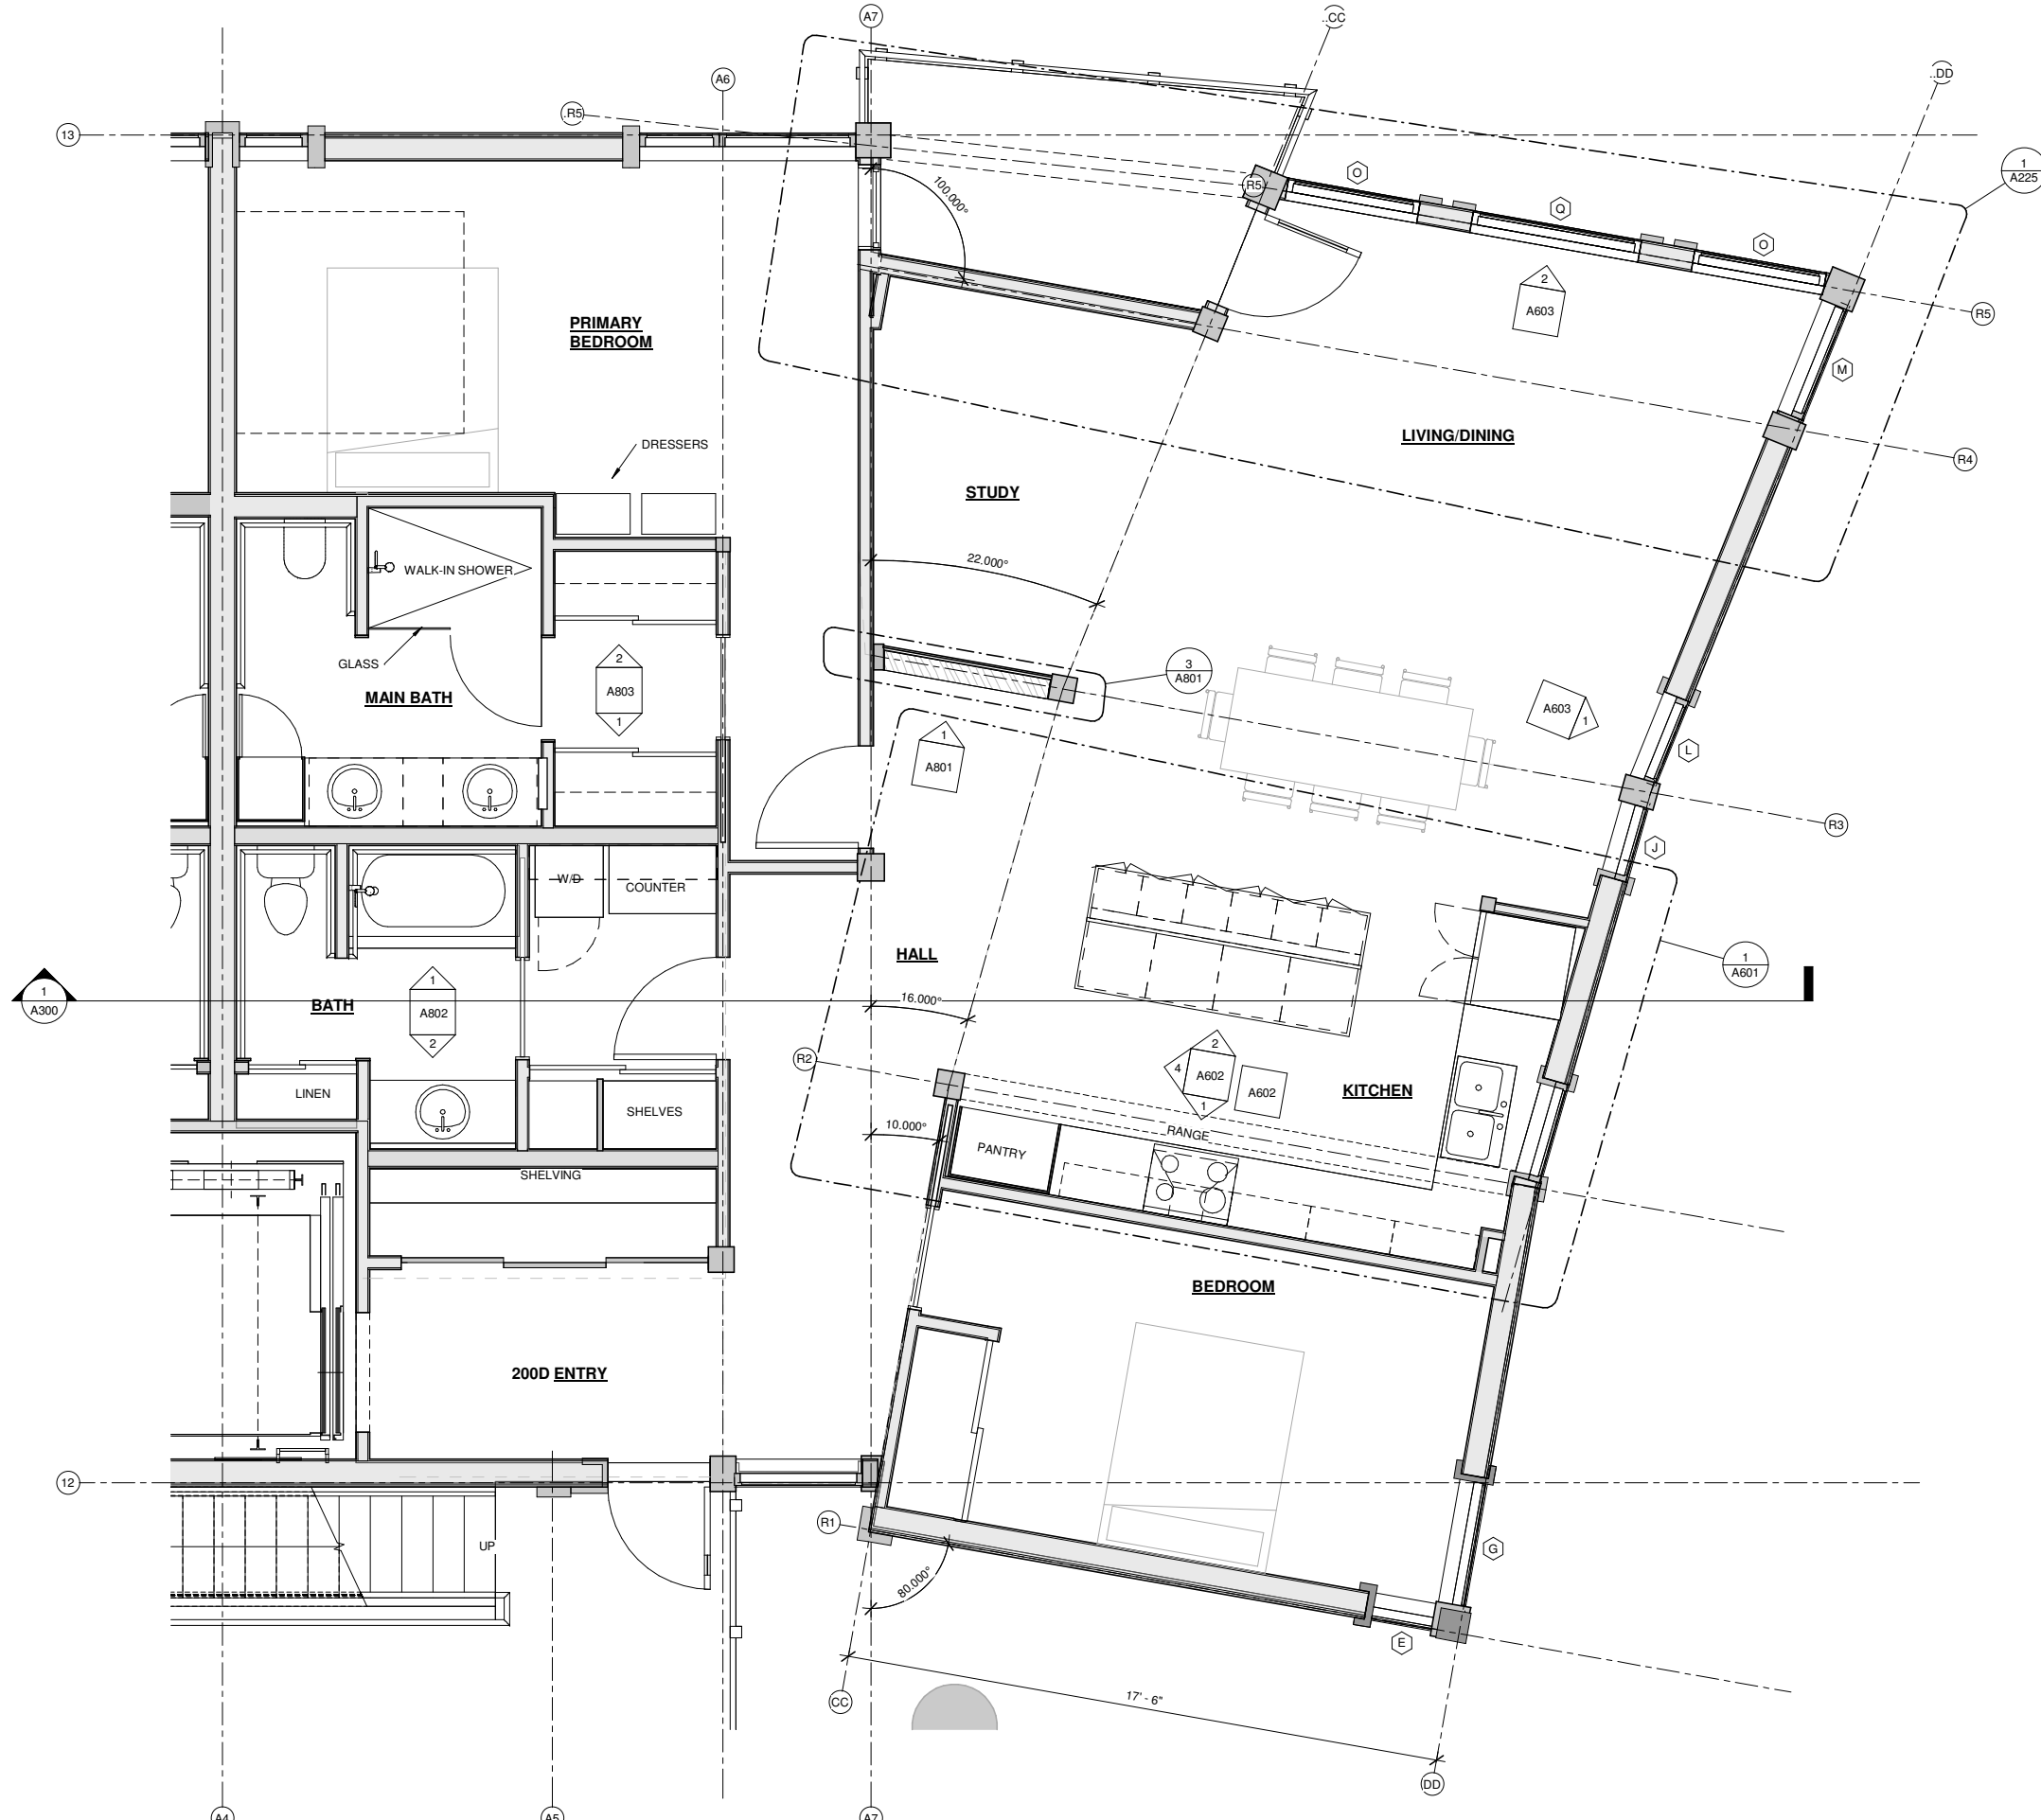 A7
..CC
A6
..DD
.R5
13
1
A225
O
R5
Q
100.000°
O
2
A603
R5
PRIMARY
BEDROOM
M
LIVING/DINING
DRESSERS
R4
STUDY
22.000°
WALK-IN SHOWER
GLASS
2
A803
1
3
A801
MAIN BATH
A603
1
1
A801
L
R3
J
W/D
COUNTER
HALL
1
A601
1
A300
BATH
1
A802
2
16.000°
R2
2
4
A602
1
A602
KITCHEN
LINEN
SHELVES
10.000°
RANGE
PANTRY
SHELVING
BEDROOM
200D ENTRY
12
R1
UP
G
80.000°
E
17' - 6"
CC
DD
A4
A5
A7